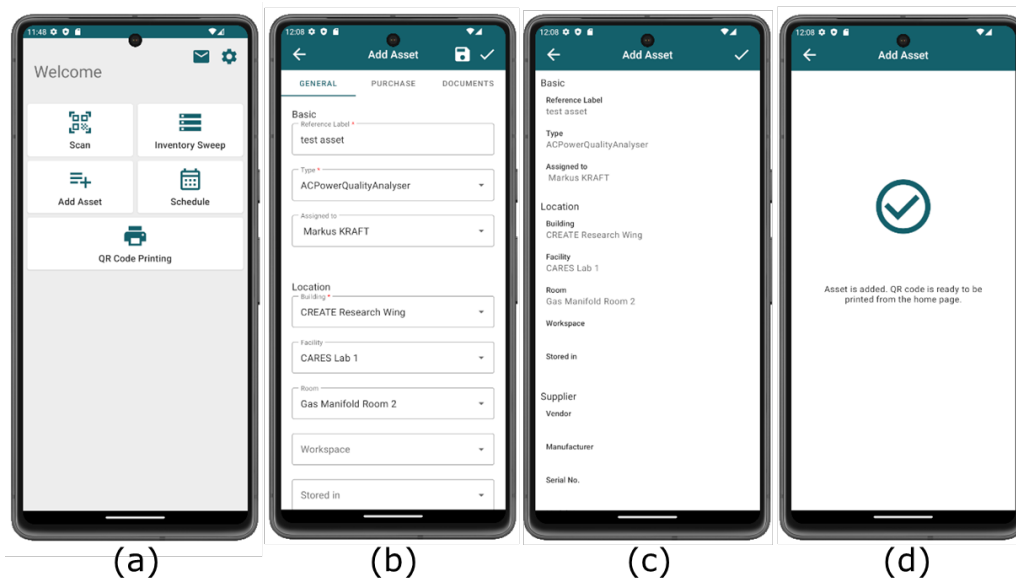 11:48
Welcome
Scan
Inventory Sweep
Add Asset
Schedule
QR Code Printing
(a)
12:08
Add Asset
GENERAL PURCHASE DOCUMENTS
Basic
Reference Label *
test asset
Type *
ACPowerQualityAnalyser
Assigned to
Markus KRAFT
Location
Building *
CREATE Research Wing
Facility
CARES Lab 1
Room
Gas Manifold Room 2
Workspace
Stored in
(b)
12:08
Add Asset
Basic
Reference Label
test asset
Type
ACPowerQualityAnalyser
Assigned to
Markus KRAFT
Location
Building
CREATE Research Wing
Facility
CARES Lab 1
Room
Gas Manifold Room 2
Workspace
Stored in
Supplier
Vendor
Manufacturer
Serial No.
(c)
12:08
Add Asset
Asset is added. QR code is ready to be
printed from the home page.
(d)